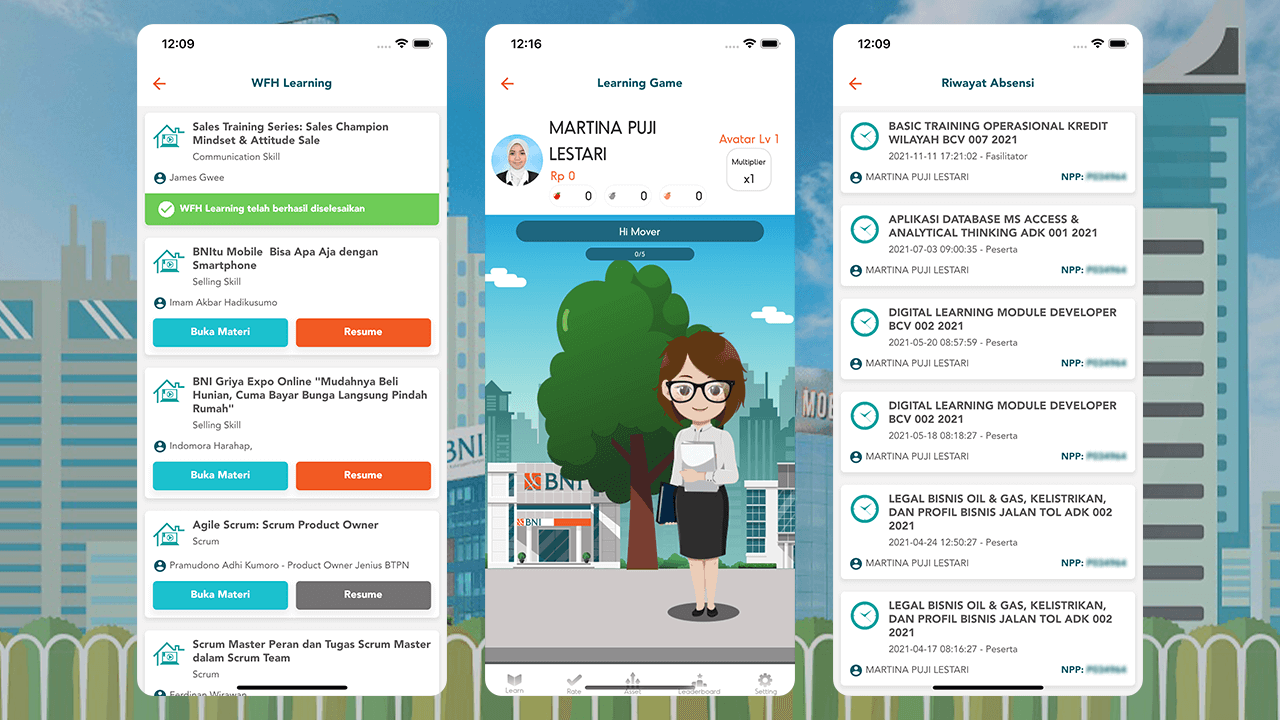 12:09
WFH Learning
Sales Training Series: Sales Champion
Mindset & Attitude Sale
Communication Skill
James Gwee
WFH Learning telah berhasil diselesaikan
BNItu Mobile  Bisa Apa Aja dengan
Smartphone
Selling Skill
Imam Akbar Hadikusumo
Buka Materi
Resume
BNI Griya Expo Online "Mudahnya Beli
Hunian, Cuma Bayar Bunga Langsung Pindah
Rumah"
Selling Skill
Indomora Harahap,
Buka Materi
Resume
Agile Scrum: Scrum Product Owner
Scrum
Pramudono Adhi Kumoro - Product Owner Jenius BTPN
Buka Materi
Resume
Scrum Master Peran dan Tugas Scrum Master
dalam Scrum Team
Scrum
Ferdinan Wirawan
12:16
Learning Game
MARTINA PUJI
LESTARI
Rp 0
0
0
0
Avatar Lv 1
Multiplier
x1
Hi Mover
0/5
BNI
BNI
Learn
Rate
Asset
Leaderboard
Setting
12:09
Riwayat Absensi
BASIC TRAINING OPERASIONAL KREDIT
WILAYAH BCV 007 2021
2021-11-11 17:21:02 - Fasilitator
MARTINA PUJI LESTARI
NPP:
APLIKASI DATABASE MS ACCESS &
ANALYTICAL THINKING ADK 001 2021
2021-07-03 09:00:35 - Peserta
MARTINA PUJI LESTARI
NPP:
DIGITAL LEARNING MODULE DEVELOPER
BCV 002 2021
2021-05-20 08:57:59 - Peserta
MARTINA PUJI LESTARI
NPP:
DIGITAL LEARNING MODULE DEVELOPER
BCV 002 2021
2021-05-18 08:18:27 - Peserta
MARTINA PUJI LESTARI
NPP:
LEGAL BISNIS OIL & GAS, KELISTRIKAN,
DAN PROFIL BISNIS JALAN TOL ADK 002
2021
2021-04-24 12:50:27 - Peserta
MARTINA PUJI LESTARI
NPP:
LEGAL BISNIS OIL & GAS, KELISTRIKAN,
DAN PROFIL BISNIS JALAN TOL ADK 002
2021
2021-04-17 08:16:27 - Peserta
MARTINA PUJI LESTARI
NPP:
BNI